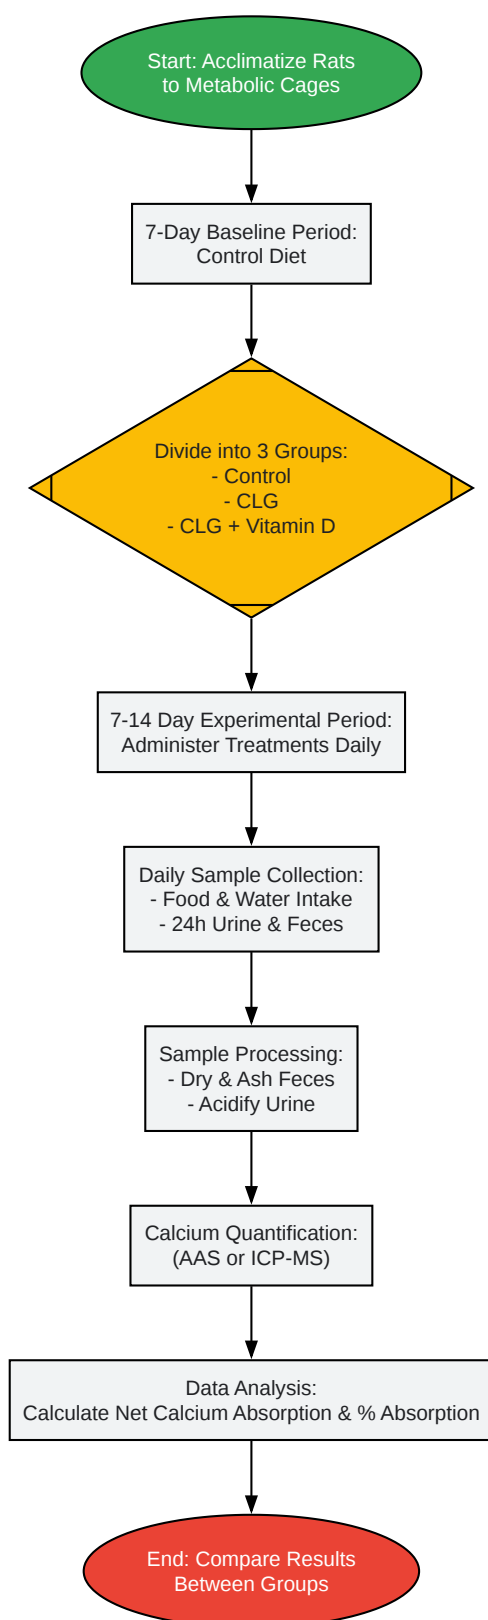 Start: Acclimatize Rats
to Metabolic Cages
7-Day Baseline Period:
Control Diet
Divide into 3 Groups:
- Control
- CLG
- CLG + Vitamin D
7-14 Day Experimental Period:
Administer Treatments Daily
Daily Sample Collection:
- Food & Water Intake
- 24h Urine & Feces
Sample Processing:
- Dry & Ash Feces
- Acidify Urine
Calcium Quantification:
(AAS or ICP-MS)
Data Analysis:
Calculate Net Calcium Absorption & % Absorption
End: Compare Results
Between Groups